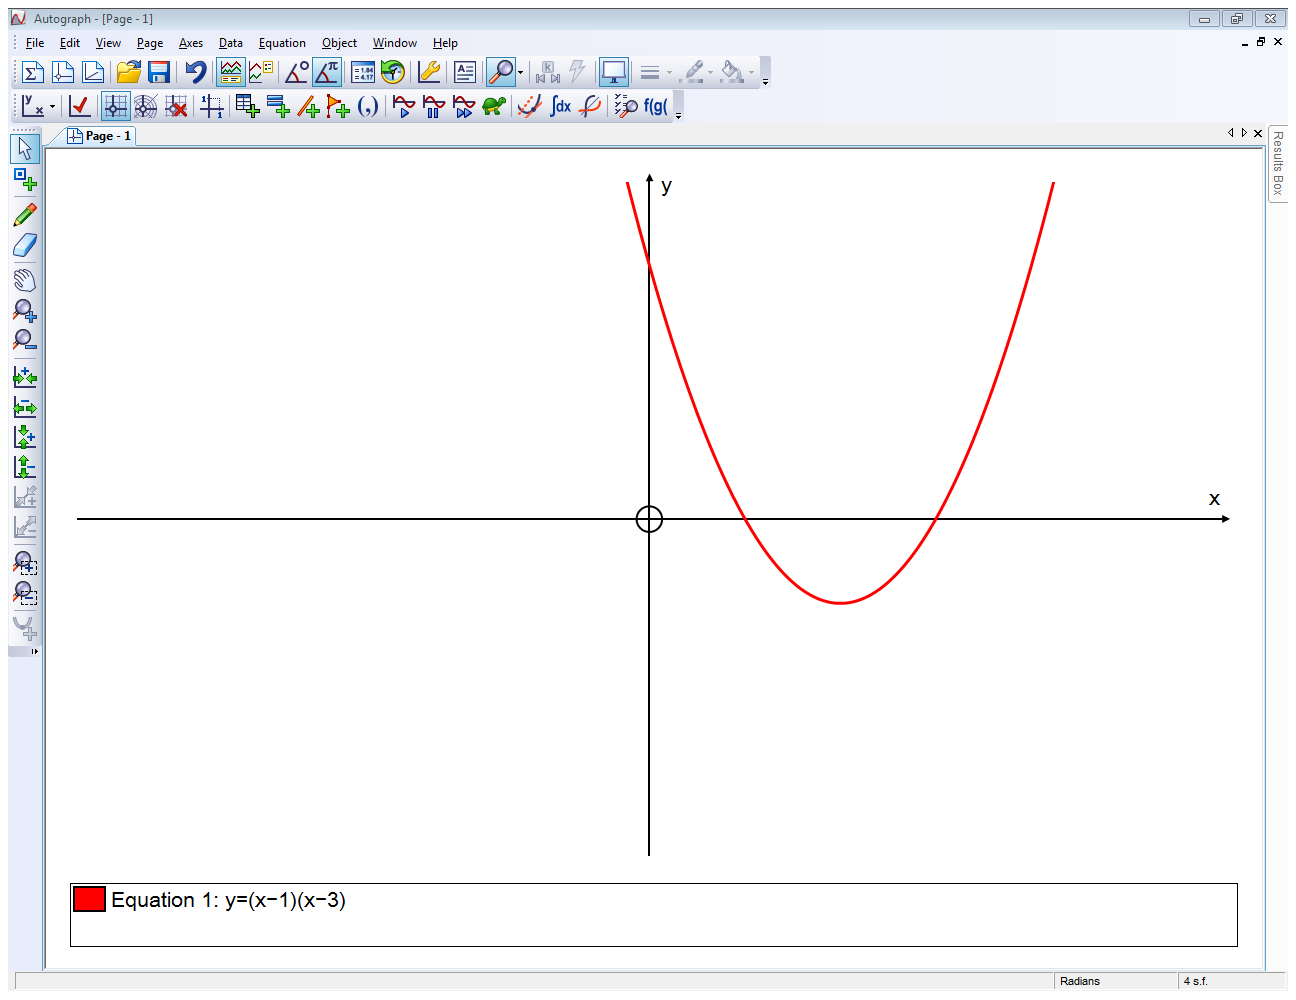 Autograph - [Page - 1]
File Edit View Page Axes Data Equation Object Window Help
Page - 1
Results Box
y
x
Equation 1: y=(x−1)(x−3)
Radians 4 s.f.